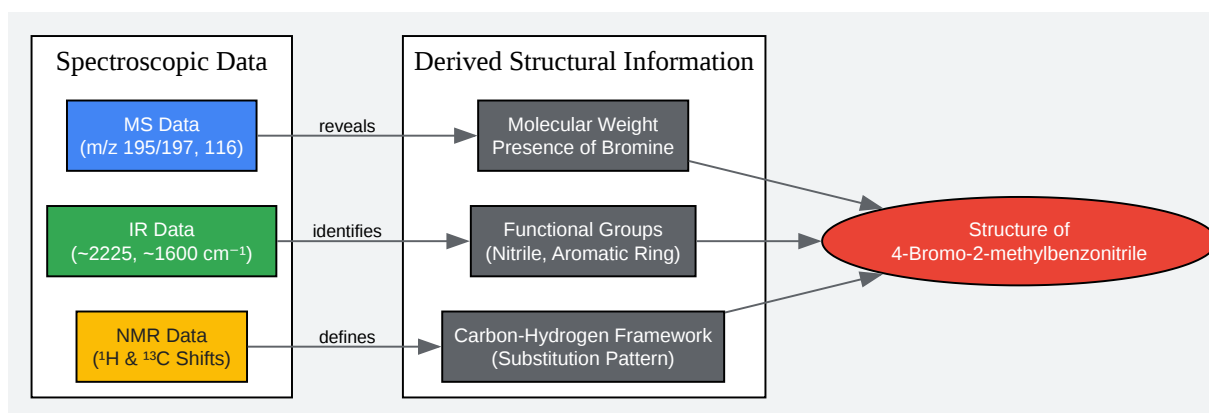 Spectroscopic Data
MS Data
(m/z 195/197, 116)
IR Data
(~2225, ~1600 cm⁻¹)
NMR Data
(¹H & ¹³C Shifts)
reveals
identifies
defines
Derived Structural Information
Molecular Weight
Presence of Bromine
Functional Groups
(Nitrile, Aromatic Ring)
Carbon-Hydrogen Framework
(Substitution Pattern)
Structure of
4-Bromo-2-methylbenzonitrile